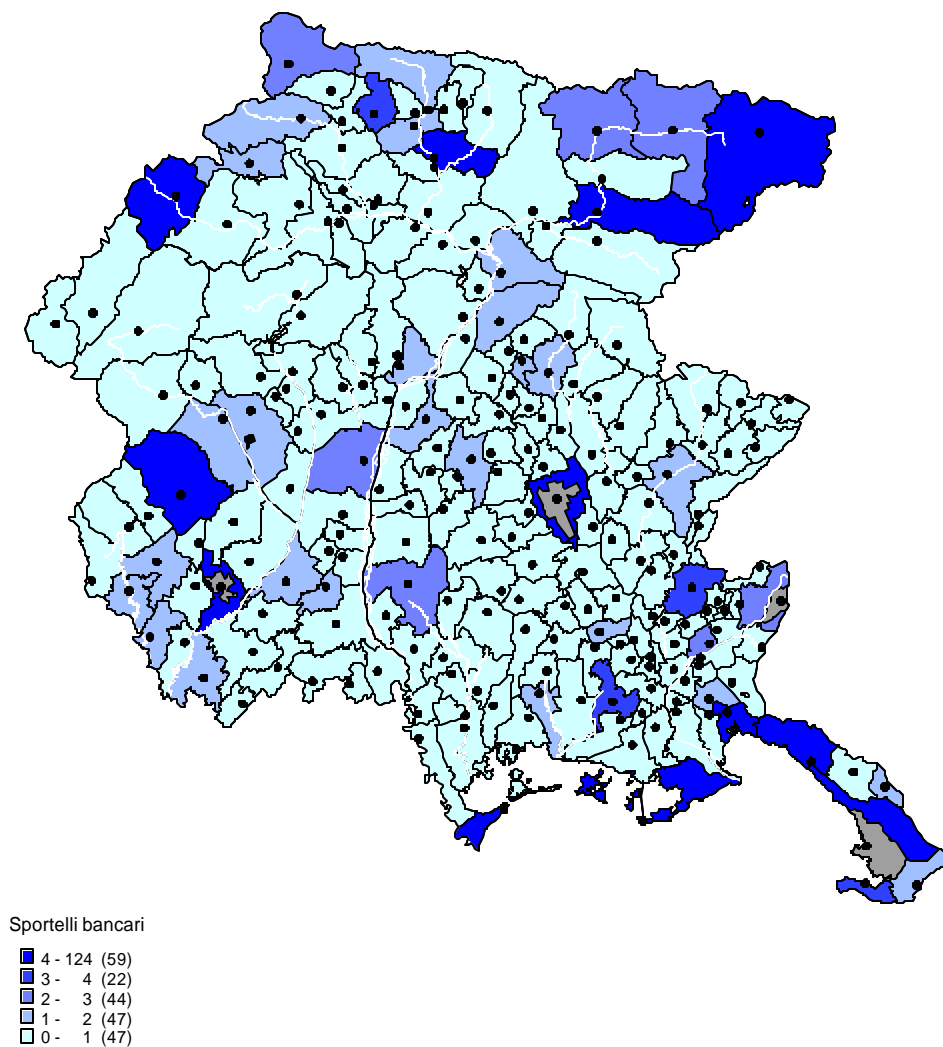 Sportelli bancari
4 - 124 (59)
3 - 4 (22)
2 - 3 (44)
1 - 2 (47)
0 - 1 (47)